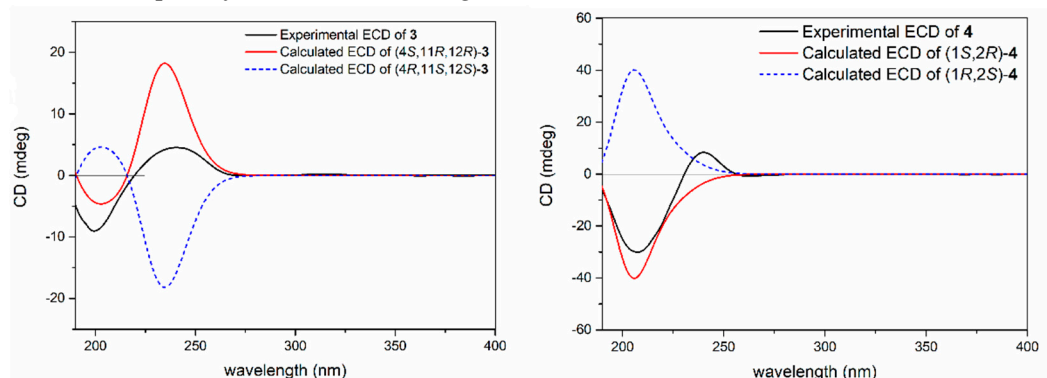 Experimental ECD of 3
Calculated ECD of (4S,11R,12R)-3
Calculated ECD of (4R,11S,12S)-3
20
10
0
-10
-20
CD (mdeg)
200 250 300 350 400
wavelength (nm)
Experimental ECD of 4
Calculated ECD of (1S,2R)-4
Calculated ECD of (1R,2S)-4
60
40
20
0
-20
-40
-60
CD (mdeg)
200 250 300 350 400
wavelength (nm)